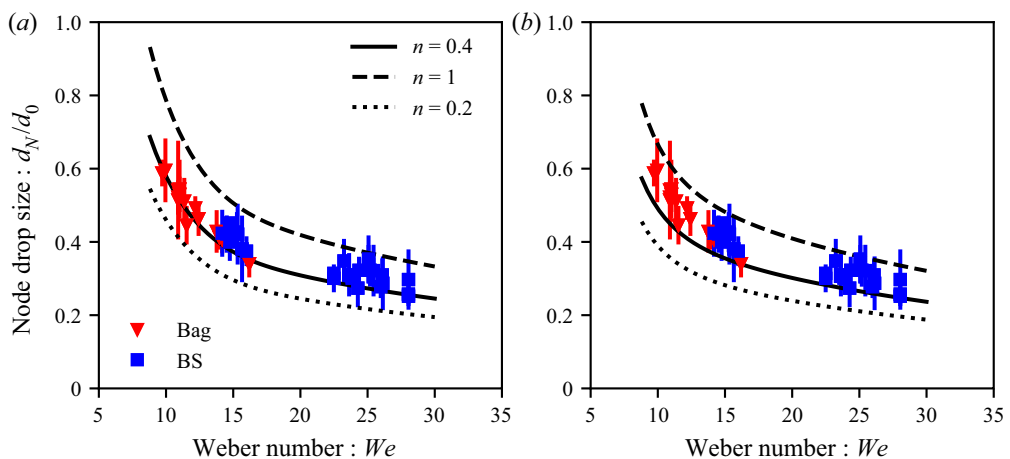 (a)
1.0
0.8
0.6
0.4
0.2
0
Node drop size : d_N/d_0
n = 0.4
n = 1
n = 0.2
Bag
BS
5 10 15 20 25 30 35
Weber number : We
(b)
1.0
0.8
0.6
0.4
0.2
0
5 10 15 20 25 30 35
Weber number : We